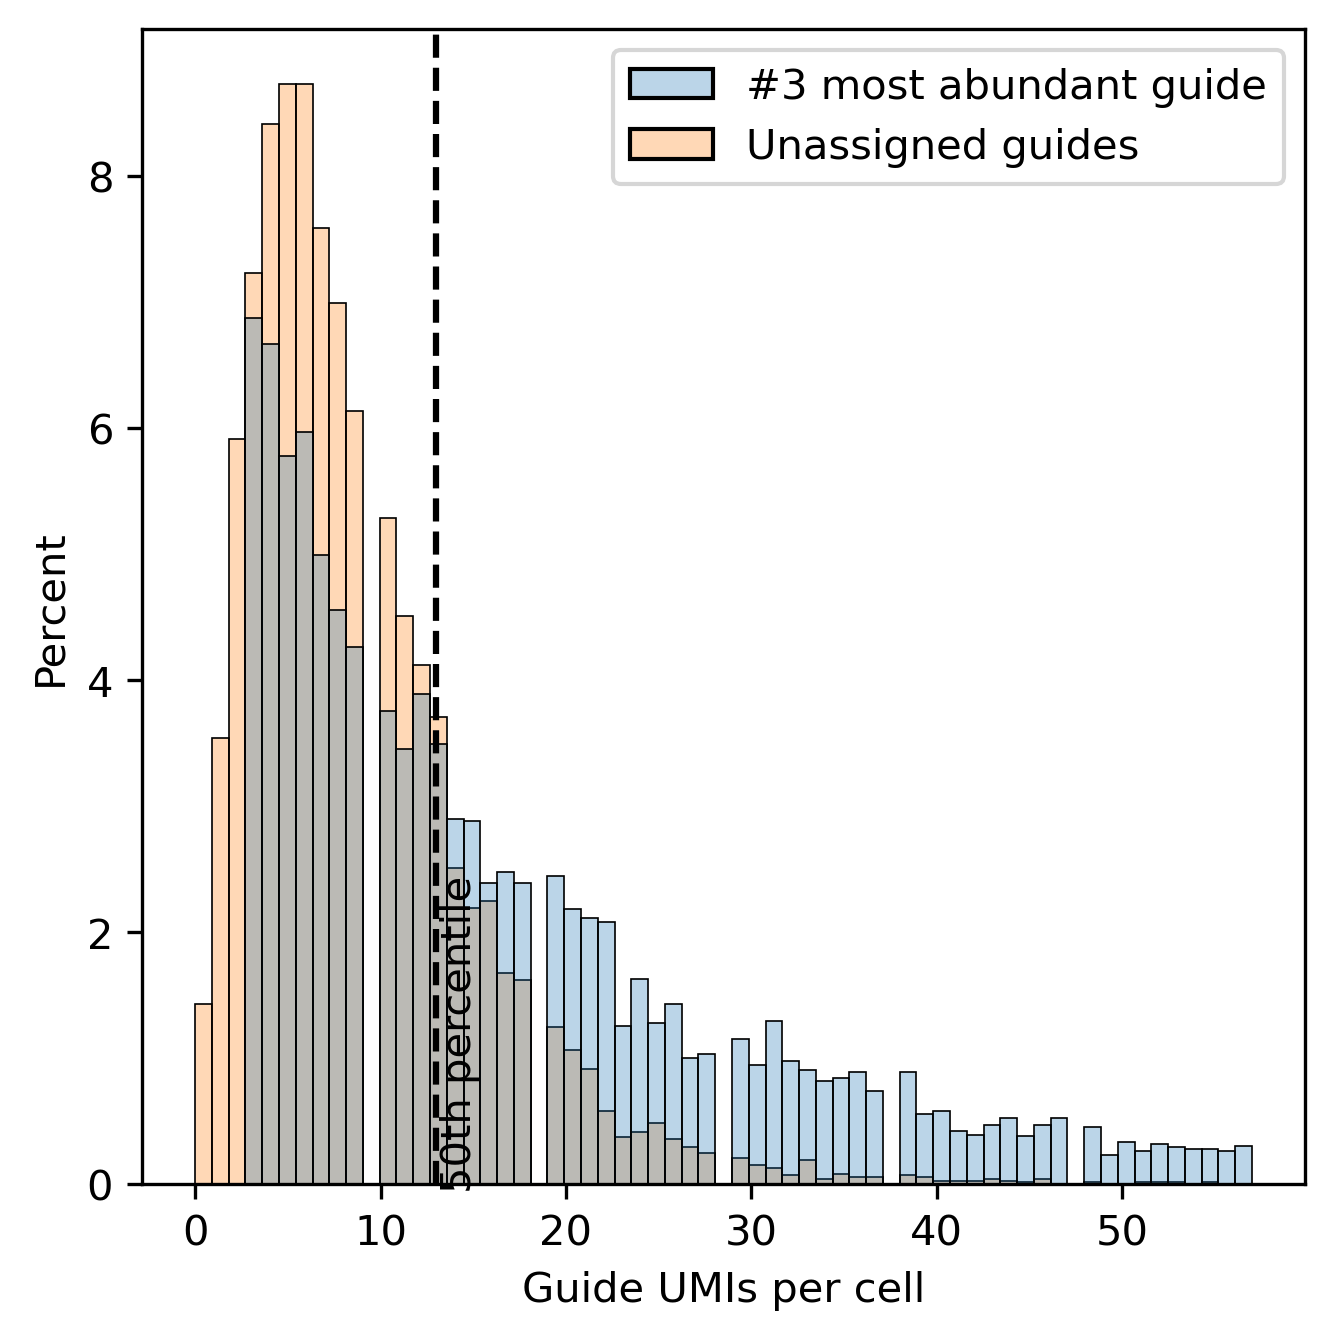 #3 most abundant guide
Unassigned guides
8
6
4
2
0
Percent
50th percentile
0 10 20 30 40 50
Guide UMIs per cell